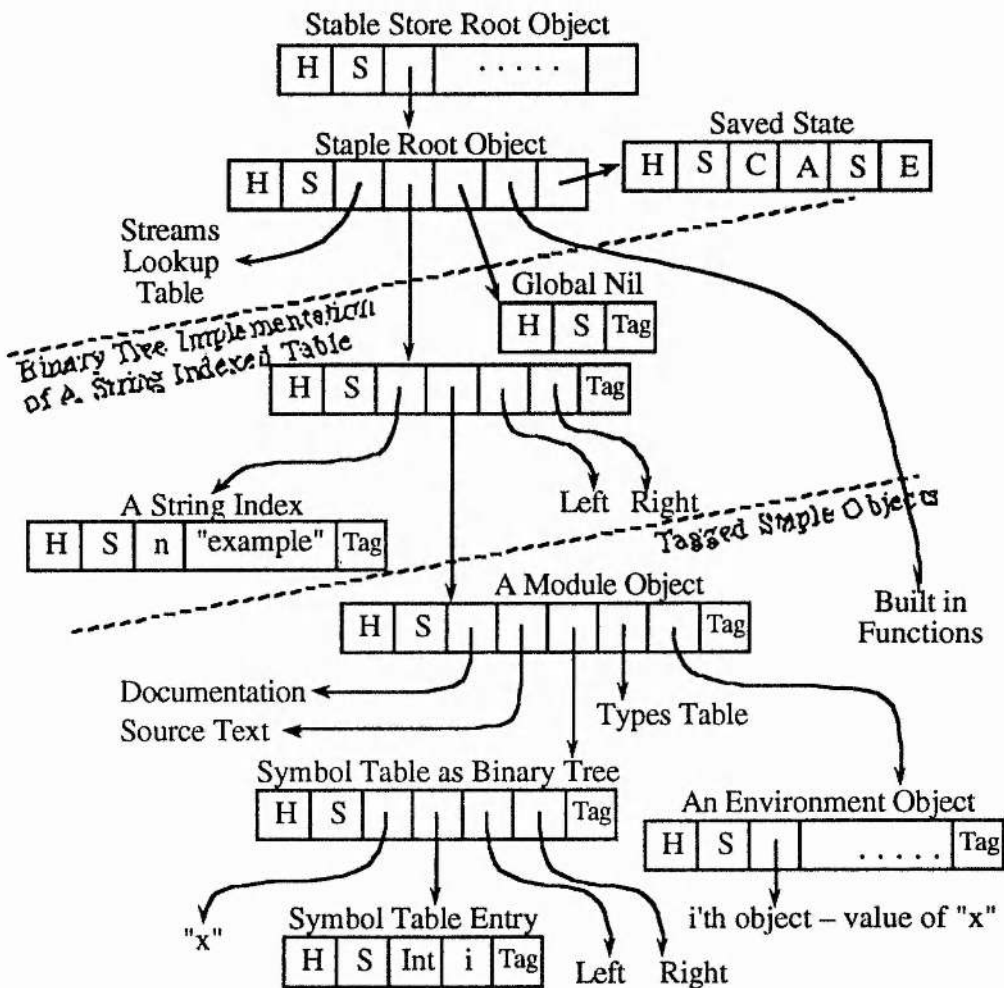 Stable Store Root Object
H S . . . . .
Staple Root Object
H S
Saved State
H S C A S E
Streams
Lookup
Table
Global Nil
H S Tag
Binary Tree Implementation
of A String Indexed Table
H S Tag
Left Right
A String Index
H S n "example" Tag
Tagged Staple Objects
A Module Object
H S Tag
Built in
Functions
Documentation
Source Text
Types Table
Symbol Table as Binary Tree
H S Tag
An Environment Object
H S . . . . . Tag
"x"
i'th object – value of "x"
Symbol Table Entry
H S Int i Tag
Left Right